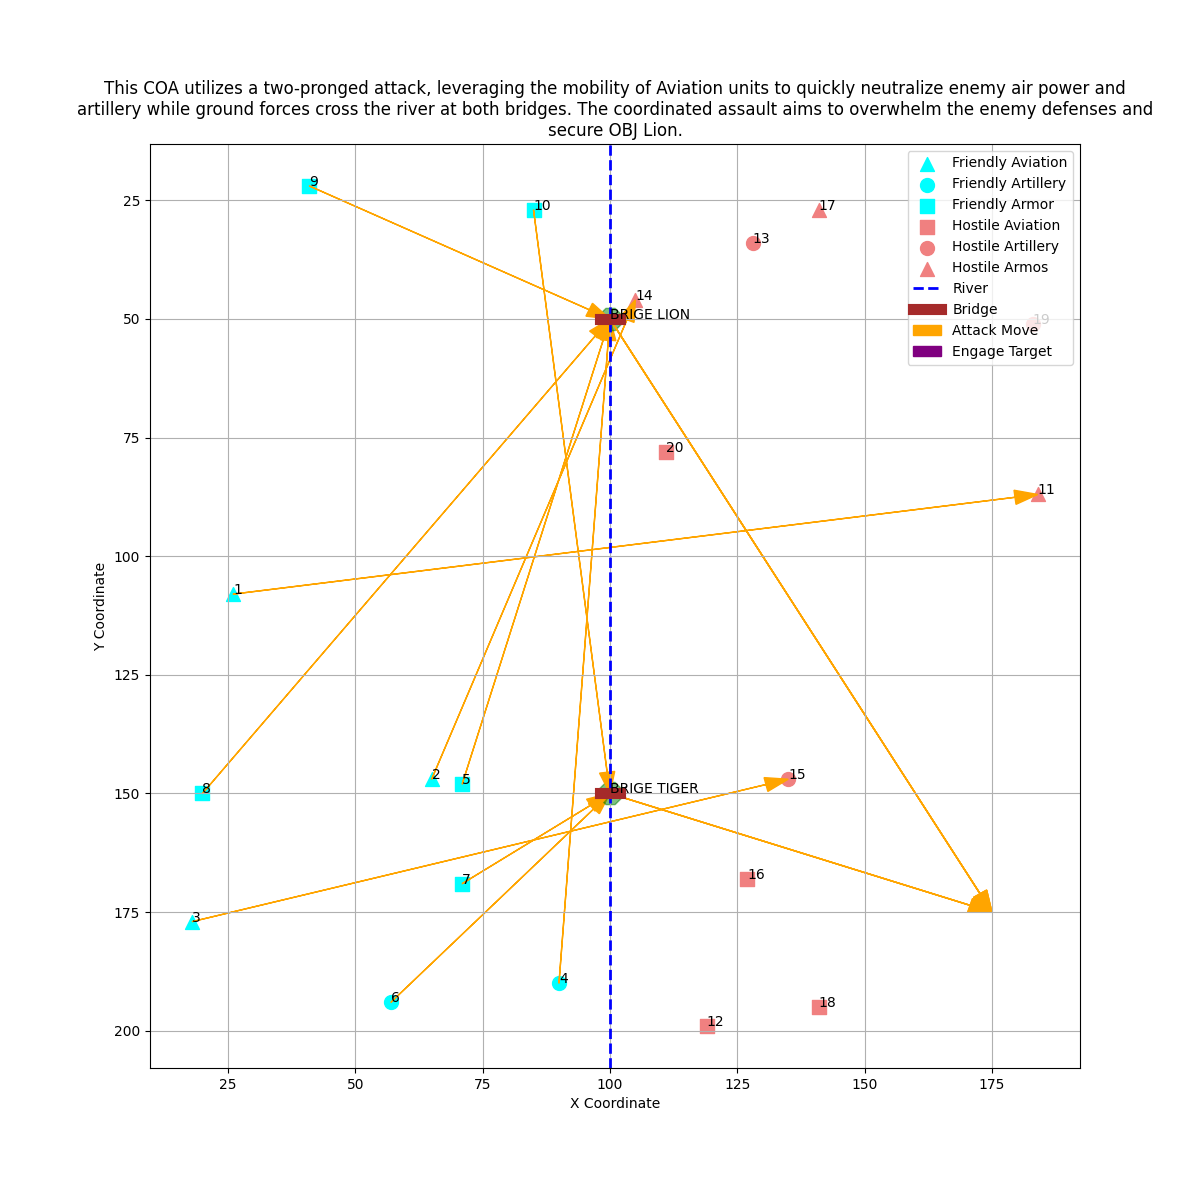 This COA utilizes a two-pronged attack, leveraging the mobility of Aviation units to quickly neutralize enemy air power and
artillery while ground forces cross the river at both bridges. The coordinated assault aims to overwhelm the enemy defenses and
secure OBJ Lion.
Friendly Aviation
Friendly Artillery
Friendly Armor
Hostile Aviation
Hostile Artillery
Hostile Armos
River
Bridge
Attack Move
Engage Target
9
10
17
13
14
19
BRIGE LION
20
11
1
2
5
8
15
BRIGE TIGER
7
16
3
6
4
18
12
25
50
75
100
125
150
175
200
Y Coordinate
25
50
75
100
125
150
175
X Coordinate